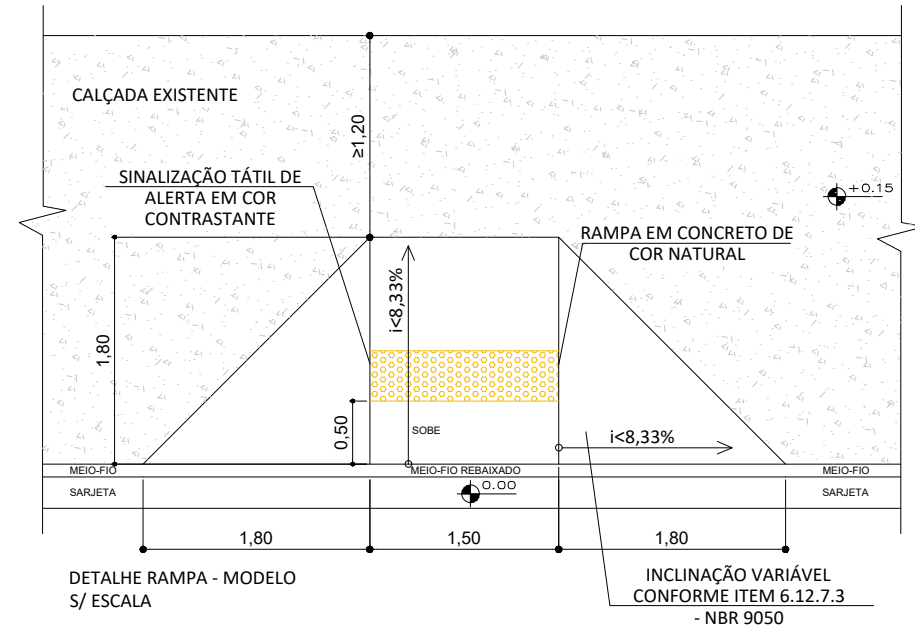 CALÇADA EXISTENTE
≥1,20
SINALIZAÇÃO TÁTIL DE
ALERTA EM COR
CONTRASTANTE
+0.15
RAMPA EM CONCRETO DE
COR NATURAL
i<8,33%
1,80
0,50
SOBE
i<8,33%
MEIO-FIO
MEIO-FIO REBAIXADO
MEIO-FIO
SARJETA
0.00
SARJETA
1,80
1,50
1,80
DETALHE RAMPA - MODELO
S/ ESCALA
INCLINAÇÃO VARIÁVEL
CONFORME ITEM 6.12.7.3
- NBR 9050